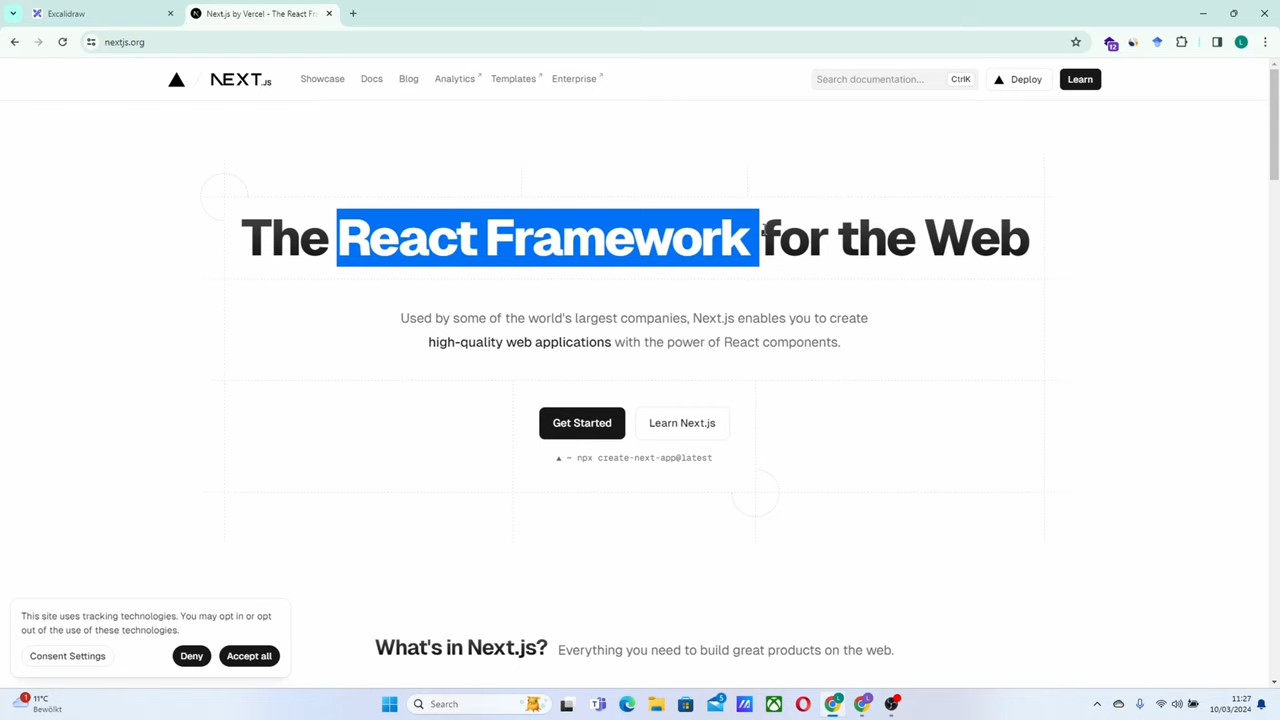 Excalidraw
Next.js by Vercel - The React Fr
nextjs.org
12
L
NEXT.JS
Showcase
Docs
Blog
Analytics
Templates
Enterprise
Search documentation...
CtrlK
Deploy
Learn
The React Framework for the Web
Used by some of the world's largest companies, Next.js enables you to create
high-quality web applications with the power of React components.
Get Started
Learn Next.js
▲ ~ npx create-next-app@latest
This site uses tracking technologies. You may opt in or opt
out of the use of these technologies.
Consent Settings
Deny
Accept all
What's in Next.js? Everything you need to build great products on the web.
1
11°C
Bewölkt
Search
5
11:27
10/03/2024